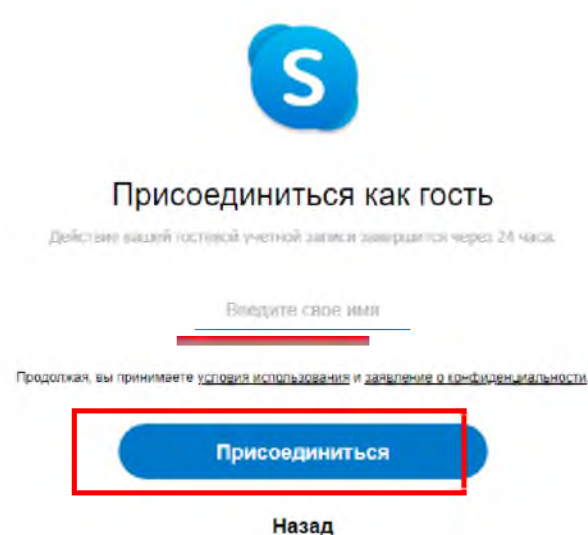 S
Присоединиться как гость
Действие вашей гостевой учетной записи завершится через 24 часа.
Введите свое имя
Продолжая, вы принимаете условия использования и заявление о конфиденциальности
Присоединиться
Назад